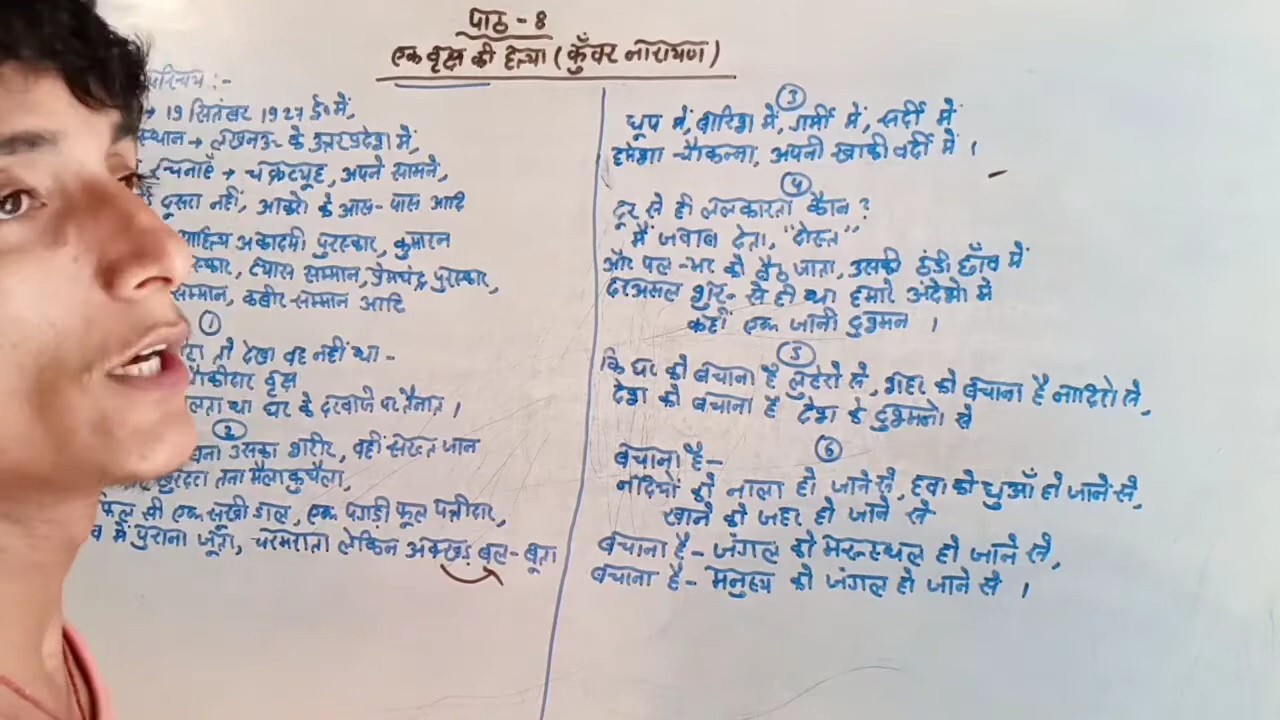 पाठ - 8
एक वृक्ष की हत्या (कुँवर नारायण)
परिचय :-
→ 19 सितंबर 1927 ई० में,
स्थान → लखनऊ के उत्तरप्रदेश में,
रचनाएँ → चक्रव्यूह, अपने सामने,
दूसरा नहीं, आकारों के आस-पास आदि
साहित्य अकादमी पुरस्कार, कुमारन
व्यास सम्मान, प्रेमचंद्र पुरस्कार,
सम्मान, कबीर-सम्मान आदि
①
तो देखा वह नहीं था -
चौकीदार वृक्ष
था घर के दरवाजे पर तैनात।
②
उसका शरीर, वही सख्त जान
खुरदरा तना मैला कुचैला,
सी एक सूखी डाल, एक पगड़ी फूल पत्तीदार,
में पुराना जूता, चरमराता लेकिन अक्खड़ बल-बूता
③
धूप में, बारिश में, गर्मी में, सर्दी में
हमेशा चौकन्ना, अपनी खाकी वर्दी में।
④
दूर से ही ललकारता कौन?
मैं जवाब देता, "दोस्त"
और पल-भर को बैठ जाता, उसकी ठंडी छाँव में
दरअसल शुरू- से ही था हमारे अंदेशों में
कहीं एक जानी दुश्मन ।
⑤
कि घर को बचाना है लुटेरों से, शहर को बचाना है नादिरों से,
देश को बचाना है देश के दुश्मनों से
⑥
बचाना है-
नदियों को नाला हो जाने से, हवा को धुआँ हो जाने से,
खाने को जहर हो जाने से
बचाना है- जंगल को मरूस्थल हो जाने से,
बचाना है- मनुष्य को जंगल हो जाने से ।